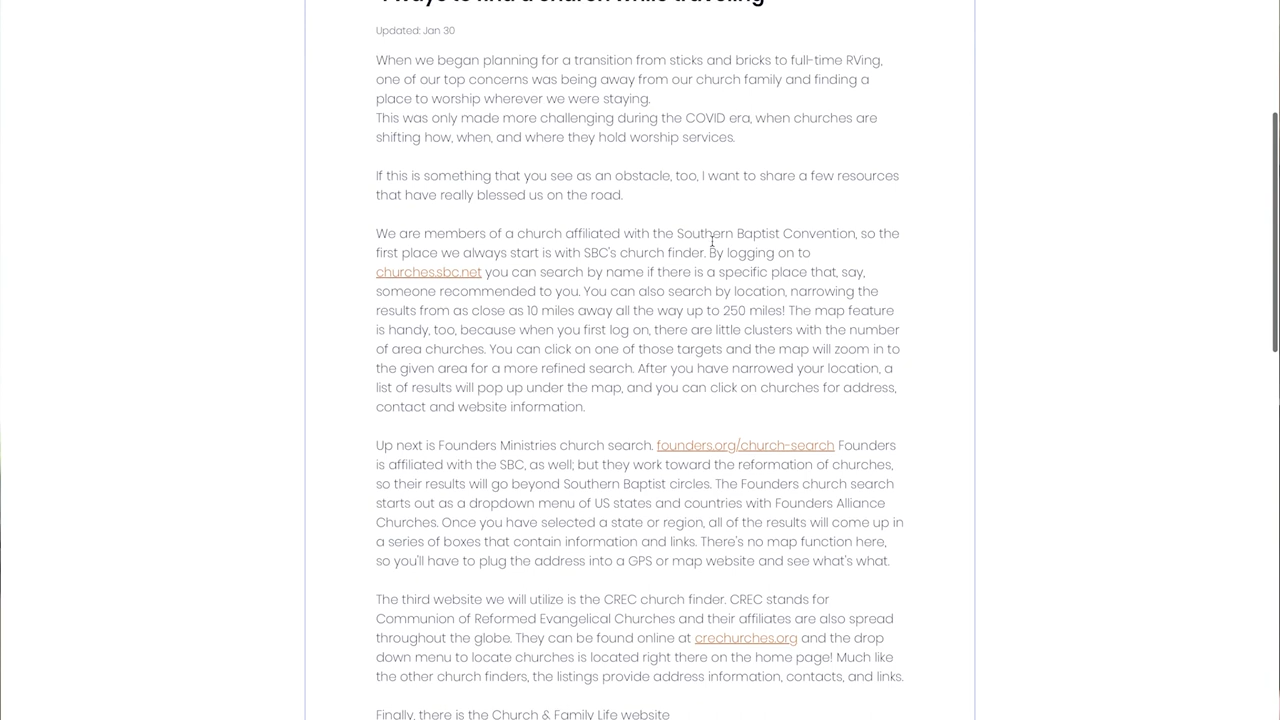 4 ways to find a church while traveling
Updated: Jan 30
When we began planning for a transition from sticks and bricks to full-time RVing,
one of our top concerns was being away from our church family and finding a
place to worship wherever we were staying.
This was only made more challenging during the COVID era, when churches are
shifting how, when, and where they hold worship services.
If this is something that you see as an obstacle, too, I want to share a few resources
that have really blessed us on the road.
We are members of a church affiliated with the Southern Baptist Convention, so the
first place we always start is with SBC's church finder. By logging on to
churches.sbc.net you can search by name if there is a specific place that, say,
someone recommended to you. You can also search by location, narrowing the
results from as close as 10 miles away all the way up to 250 miles! The map feature
is handy, too, because when you first log on, there are little clusters with the number
of area churches. You can click on one of those targets and the map will zoom in to
the given area for a more refined search. After you have narrowed your location, a
list of results will pop up under the map, and you can click on churches for address,
contact and website information.
Up next is Founders Ministries church search. founders.org/church-search Founders
is affiliated with the SBC, as well; but they work toward the reformation of churches,
so their results will go beyond Southern Baptist circles. The Founders church search
starts out as a dropdown menu of US states and countries with Founders Alliance
Churches. Once you have selected a state or region, all of the results will come up in
a series of boxes that contain information and links. There's no map function here,
so you'll have to plug the address into a GPS or map website and see what's what.
The third website we will utilize is the CREC church finder. CREC stands for
Communion of Reformed Evangelical Churches and their affiliates are also spread
throughout the globe. They can be found online at crechurches.org and the drop
down menu to locate churches is located right there on the home page! Much like
the other church finders, the listings provide address information, contacts, and links.
Finally, there is the Church & Family Life website